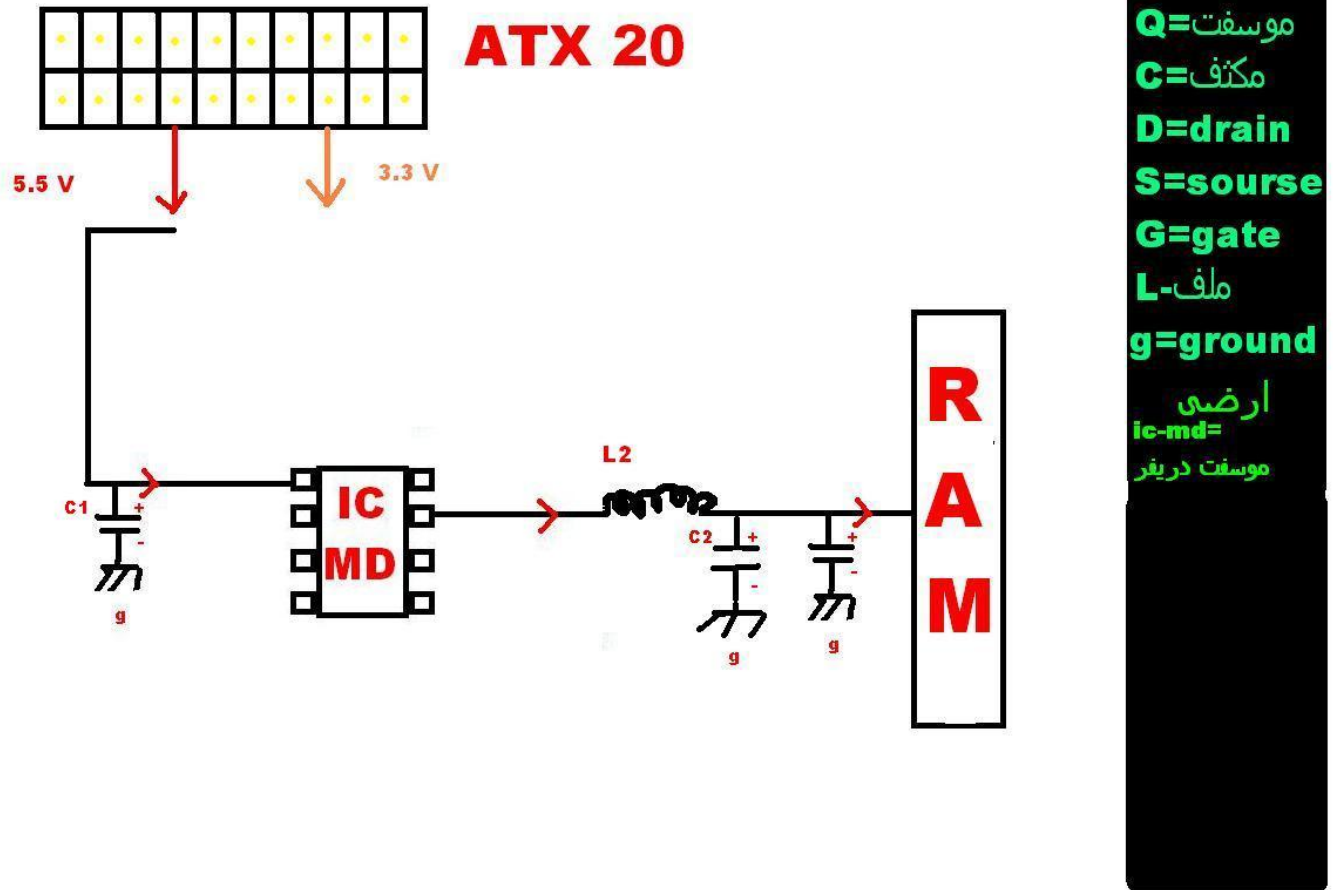 ATX 20
5.5 V
3.3 V
C1
+
-
g
IC
MD
L2
C2
+
-
g
+
-
g
R
A
M
Q=موسفت
C=مكثف
D=drain
S=sourse
G=gate
L-ملف
g=ground
ارضى
ic-md=
موسفت دريفر